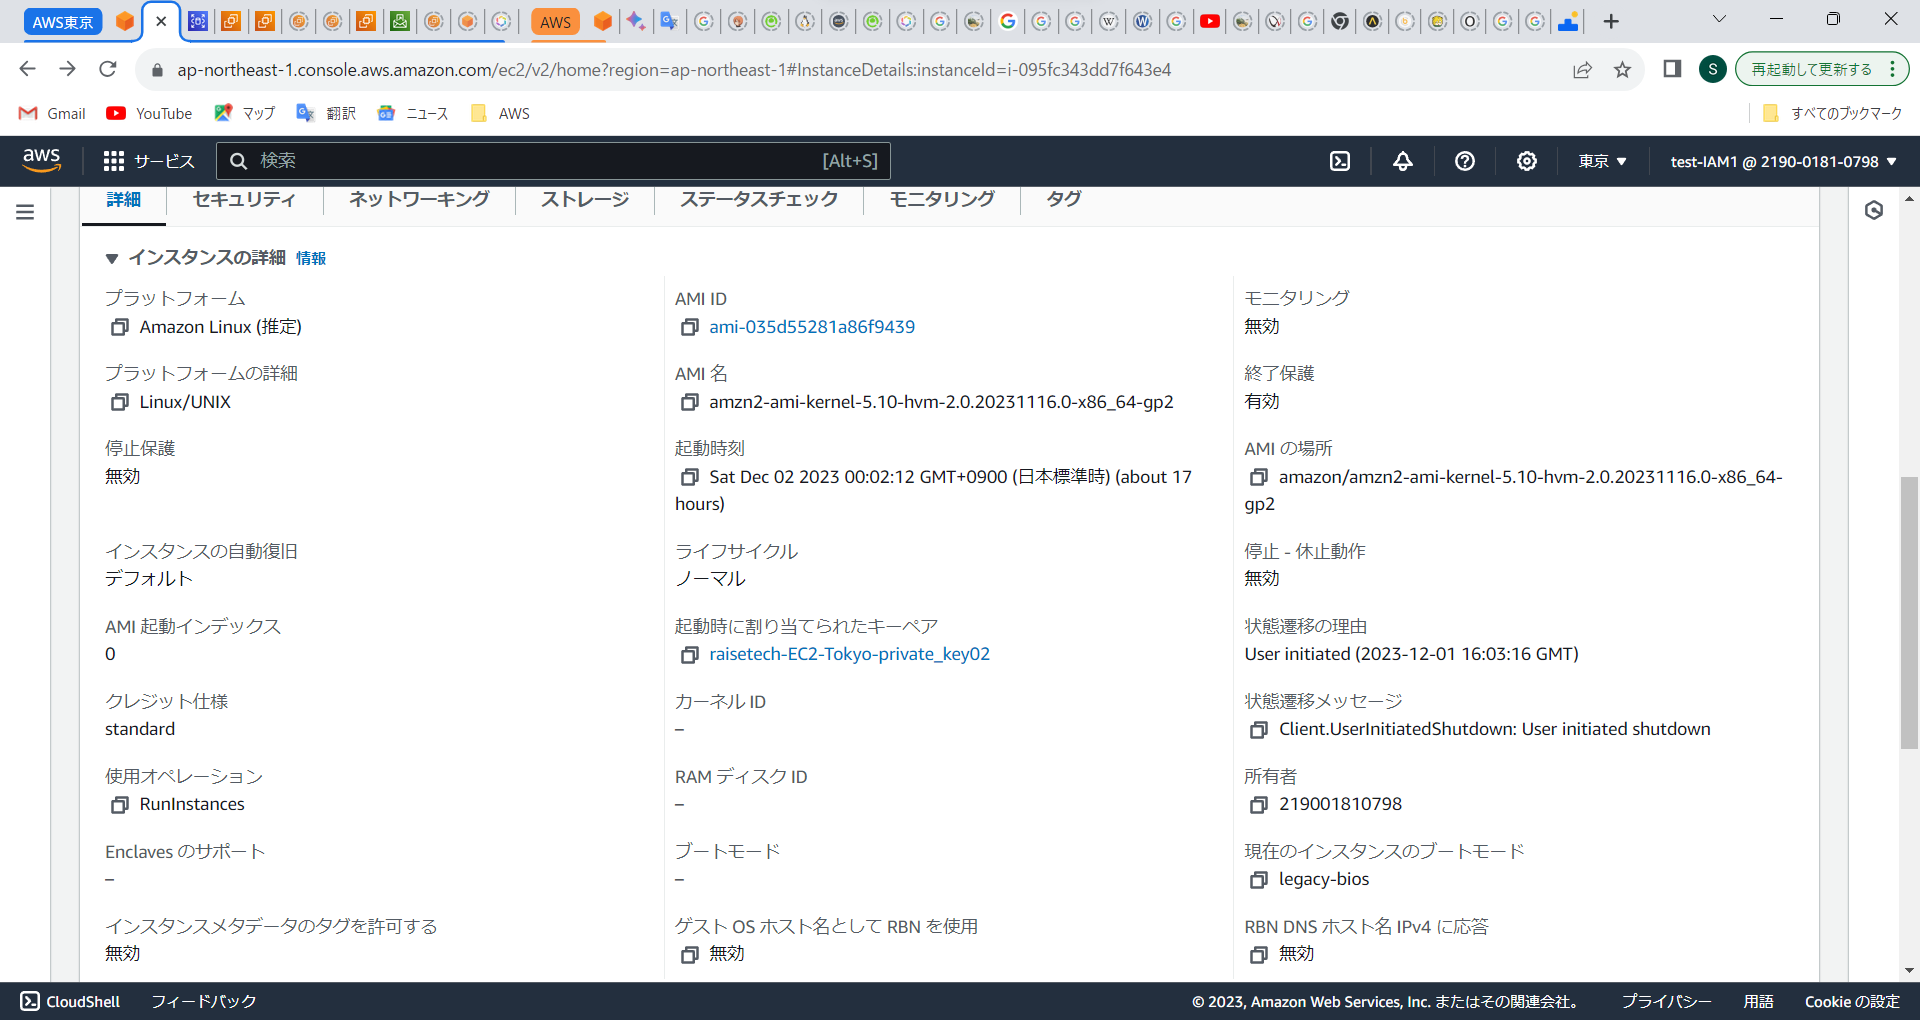 AWS東京
AWS
ap-northeast-1.console.aws.amazon.com/ec2/v2/home?region=ap-northeast-1#InstanceDetails:instanceId=i-095fc343dd7f643e4
S
再起動して更新する
Gmail
YouTube
マップ
翻訳
ニュース
AWS
すべてのブックマーク
aws
サービス
検索
[Alt+S]
東京
test-IAM1 @ 2190-0181-0798
詳細
セキュリティ
ネットワーキング
ストレージ
ステータスチェック
モニタリング
タグ
インスタンスの詳細 情報
プラットフォーム
Amazon Linux (推定)
AMI ID
ami-035d55281a86f9439
モニタリング
無効
プラットフォームの詳細
Linux/UNIX
AMI 名
amzn2-ami-kernel-5.10-hvm-2.0.20231116.0-x86_64-gp2
終了保護
有効
停止保護
無効
起動時刻
Sat Dec 02 2023 00:02:12 GMT+0900 (日本標準時) (about 17
hours)
AMI の場所
amazon/amzn2-ami-kernel-5.10-hvm-2.0.20231116.0-x86_64-
gp2
インスタンスの自動復旧
デフォルト
ライフサイクル
ノーマル
停止 - 休止動作
無効
AMI 起動インデックス
0
起動時に割り当てられたキーペア
raisetech-EC2-Tokyo-private_key02
状態遷移の理由
User initiated (2023-12-01 16:03:16 GMT)
クレジット仕様
standard
カーネル ID
–
状態遷移メッセージ
Client.UserInitiatedShutdown: User initiated shutdown
使用オペレーション
RunInstances
RAM ディスク ID
–
所有者
219001810798
Enclaves のサポート
–
ブートモード
–
現在のインスタンスのブートモード
legacy-bios
インスタンスメタデータのタグを許可する
無効
ゲスト OS ホスト名として RBN を使用
無効
RBN DNS ホスト名 IPv4 に応答
無効
CloudShell
フィードバック
© 2023, Amazon Web Services, Inc. またはその関連会社。
プライバシー
用語
Cookie の設定